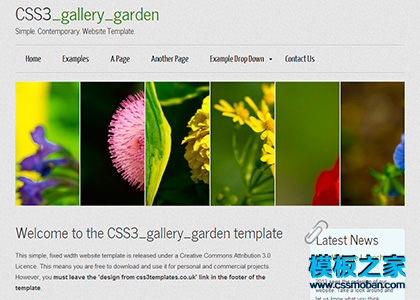 CSS3_gallery_garden
Simple. Contemporary. Website Template.
Home Examples A Page Another Page Example Drop Down Contact Us
Welcome to the CSS3_gallery_garden template
This simple, fixed width website template is released under a Creative Commons Attribution 3.0
Licence. This means you are free to download and use it for personal and commercial projects.
However, you must leave the 'design from css3templates.co.uk' link in the footer of the
template.
Latest News
模板之家
www.cssmoban.com
website. Take a look around and
let us know what you think.